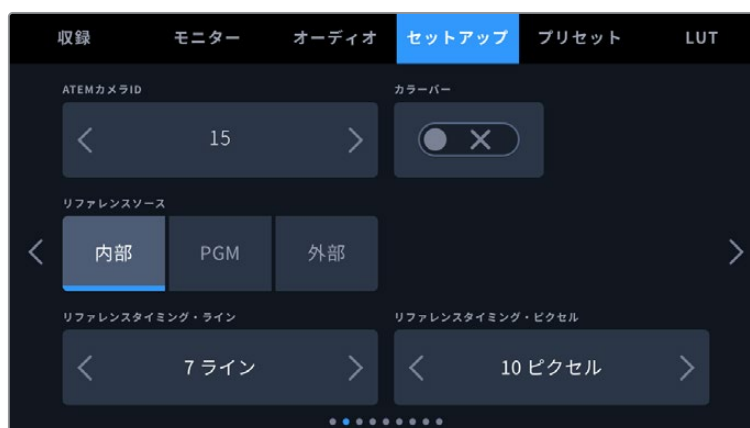 収録 モニター オーディオ セットアップ プリセット LUT
ATEMカメラID カラーバー
15
リファレンスソース
内部 PGM 外部
リファレンスタイミング・ライン リファレンスタイミング・ピクセル
7 ライン 10 ピクセル